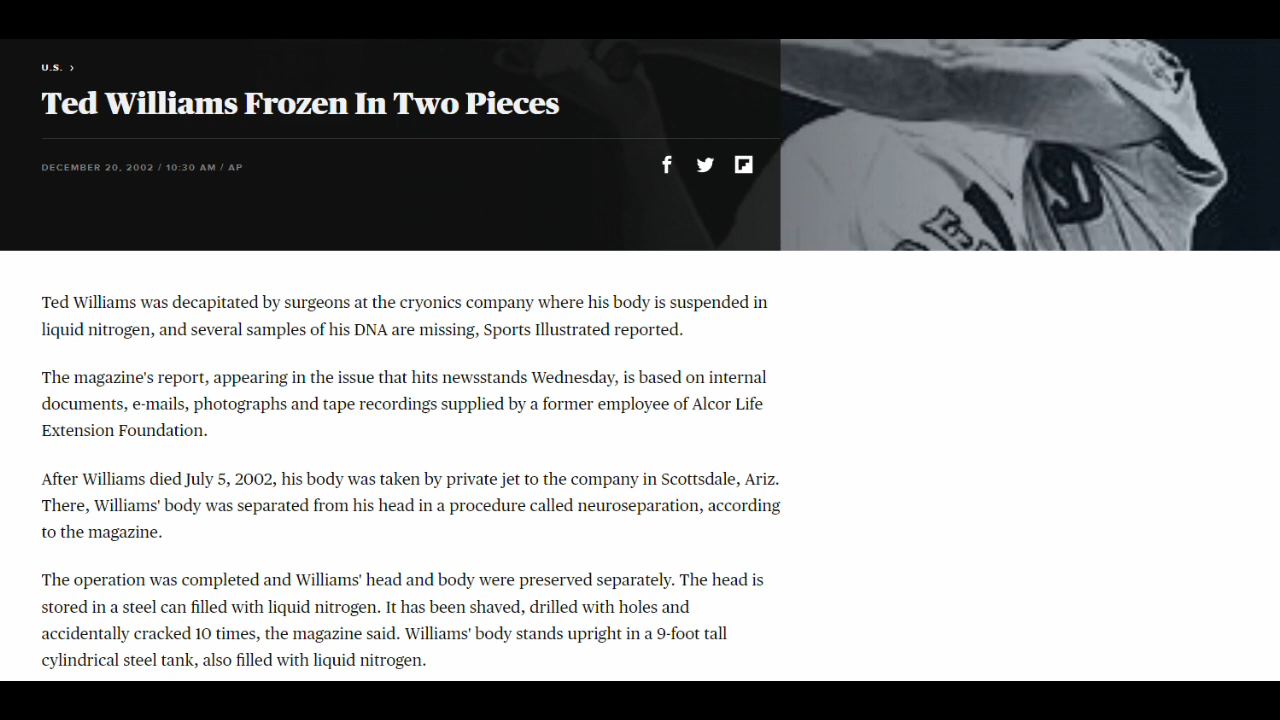 U.S. ›
Ted Williams Frozen In Two Pieces
DECEMBER 20, 2002 / 10:30 AM / AP
Ted Williams was decapitated by surgeons at the cryonics company where his body is suspended in
liquid nitrogen, and several samples of his DNA are missing, Sports Illustrated reported.
The magazine's report, appearing in the issue that hits newsstands Wednesday, is based on internal
documents, e-mails, photographs and tape recordings supplied by a former employee of Alcor Life
Extension Foundation.
After Williams died July 5, 2002, his body was taken by private jet to the company in Scottsdale, Ariz.
There, Williams' body was separated from his head in a procedure called neuroseparation, according
to the magazine.
The operation was completed and Williams' head and body were preserved separately. The head is
stored in a steel can filled with liquid nitrogen. It has been shaved, drilled with holes and
accidentally cracked 10 times, the magazine said. Williams' body stands upright in a 9-foot tall
cylindrical steel tank, also filled with liquid nitrogen.